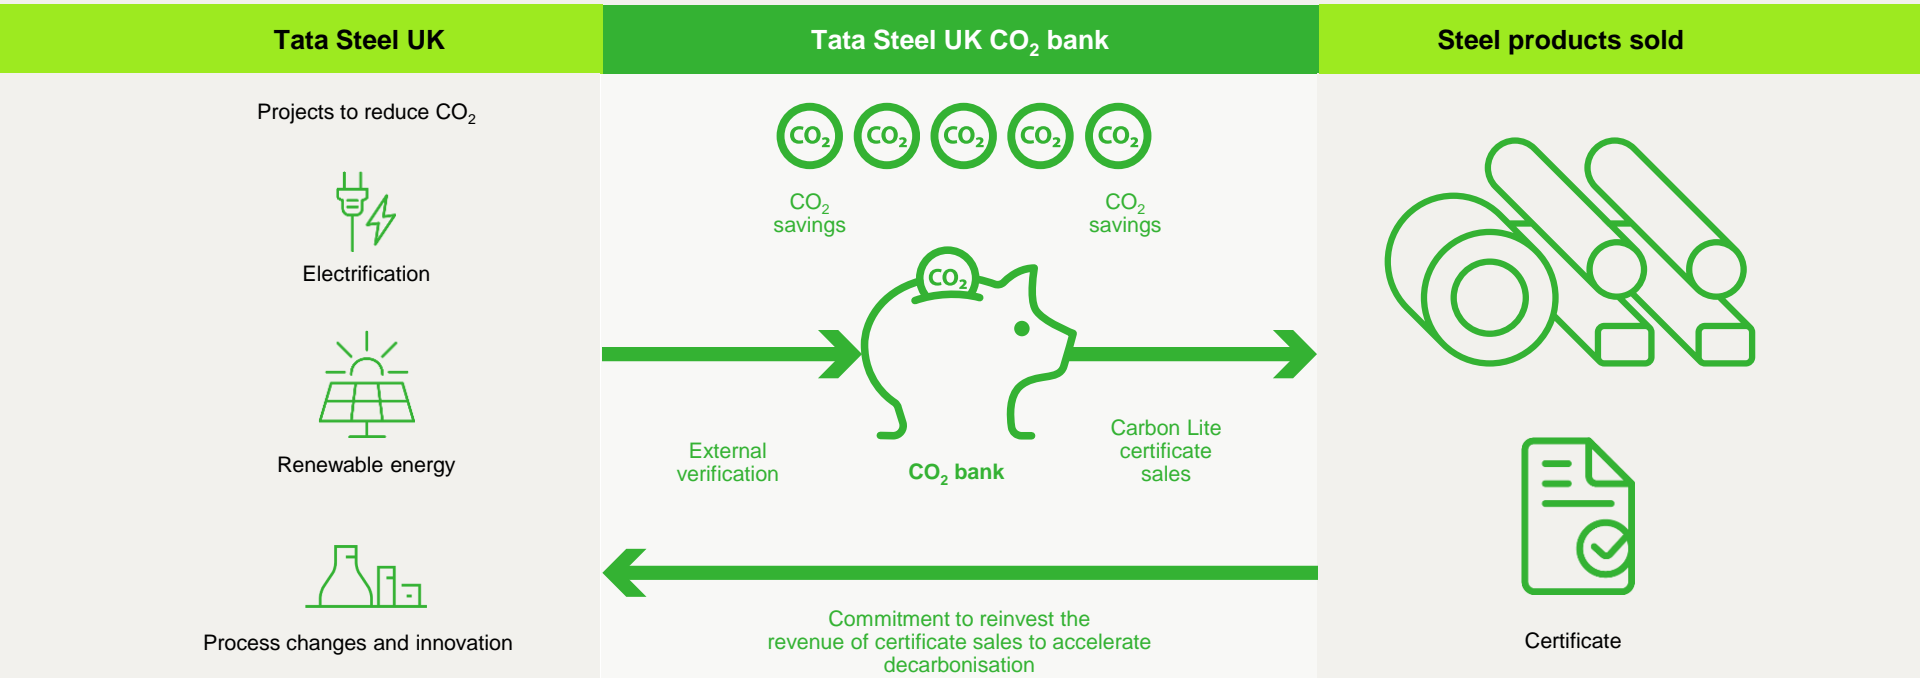 Tata Steel UK
Tata Steel UK CO₂ bank
Steel products sold
Projects to reduce CO₂
Electrification
Renewable energy
Process changes and innovation
CO₂ CO₂ CO₂ CO₂ CO₂
CO₂
savings
CO₂
savings
CO₂
External
verification
CO₂ bank
Carbon Lite
certificate
sales
Commitment to reinvest the
revenue of certificate sales to accelerate
decarbonisation
Certificate